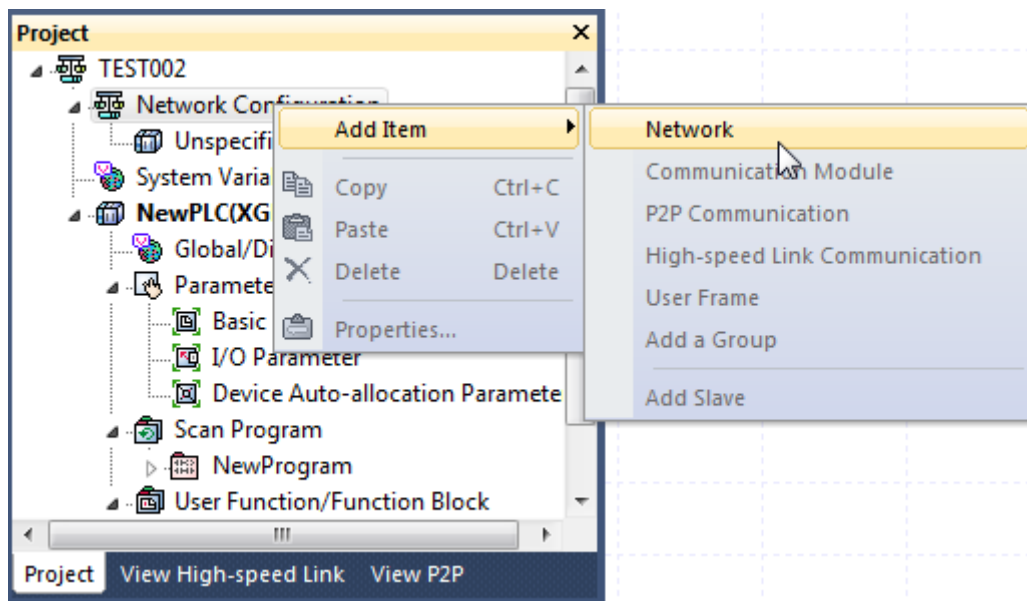 Project
TEST002
Network Configuration
Unspecifi
System Varia
NewPLC(XG
Global/Di
Paramete
Basic
I/O Parameter
Device Auto-allocation Paramete
Scan Program
NewProgram
User Function/Function Block
Project View High-speed Link View P2P
Add Item
Copy Ctrl+C
Paste Ctrl+V
Delete Delete
Properties...
Network
Communication Module
P2P Communication
High-speed Link Communication
User Frame
Add a Group
Add Slave